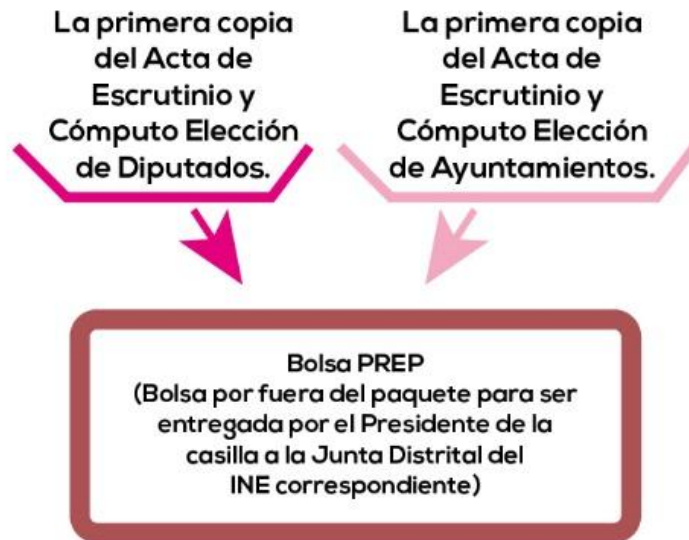 La primera copia
del Acta de
Escrutinio y
Cómputo Elección
de Diputados.
La primera copia
del Acta de
Escrutinio y
Cómputo Elección
de Ayuntamientos.
Bolsa PREP
(Bolsa por fuera del paquete para ser
entregada por el Presidente de la
casilla a la Junta Distrital del
INE correspondiente)